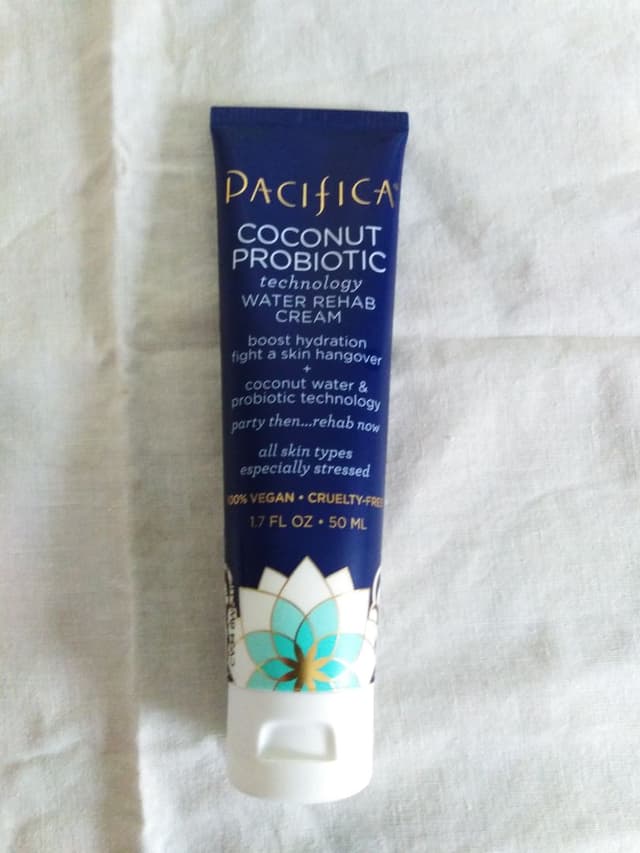 PACIFICA®
COCONUT
PROBIOTIC
technology
WATER REHAB
CREAM
boost hydration
fight a skin hangover
+
coconut water &
probiotic technology
party then...rehab now
all skin types
especially stressed
100% VEGAN • CRUELTY-FREE
1.7 FL OZ • 50 ML